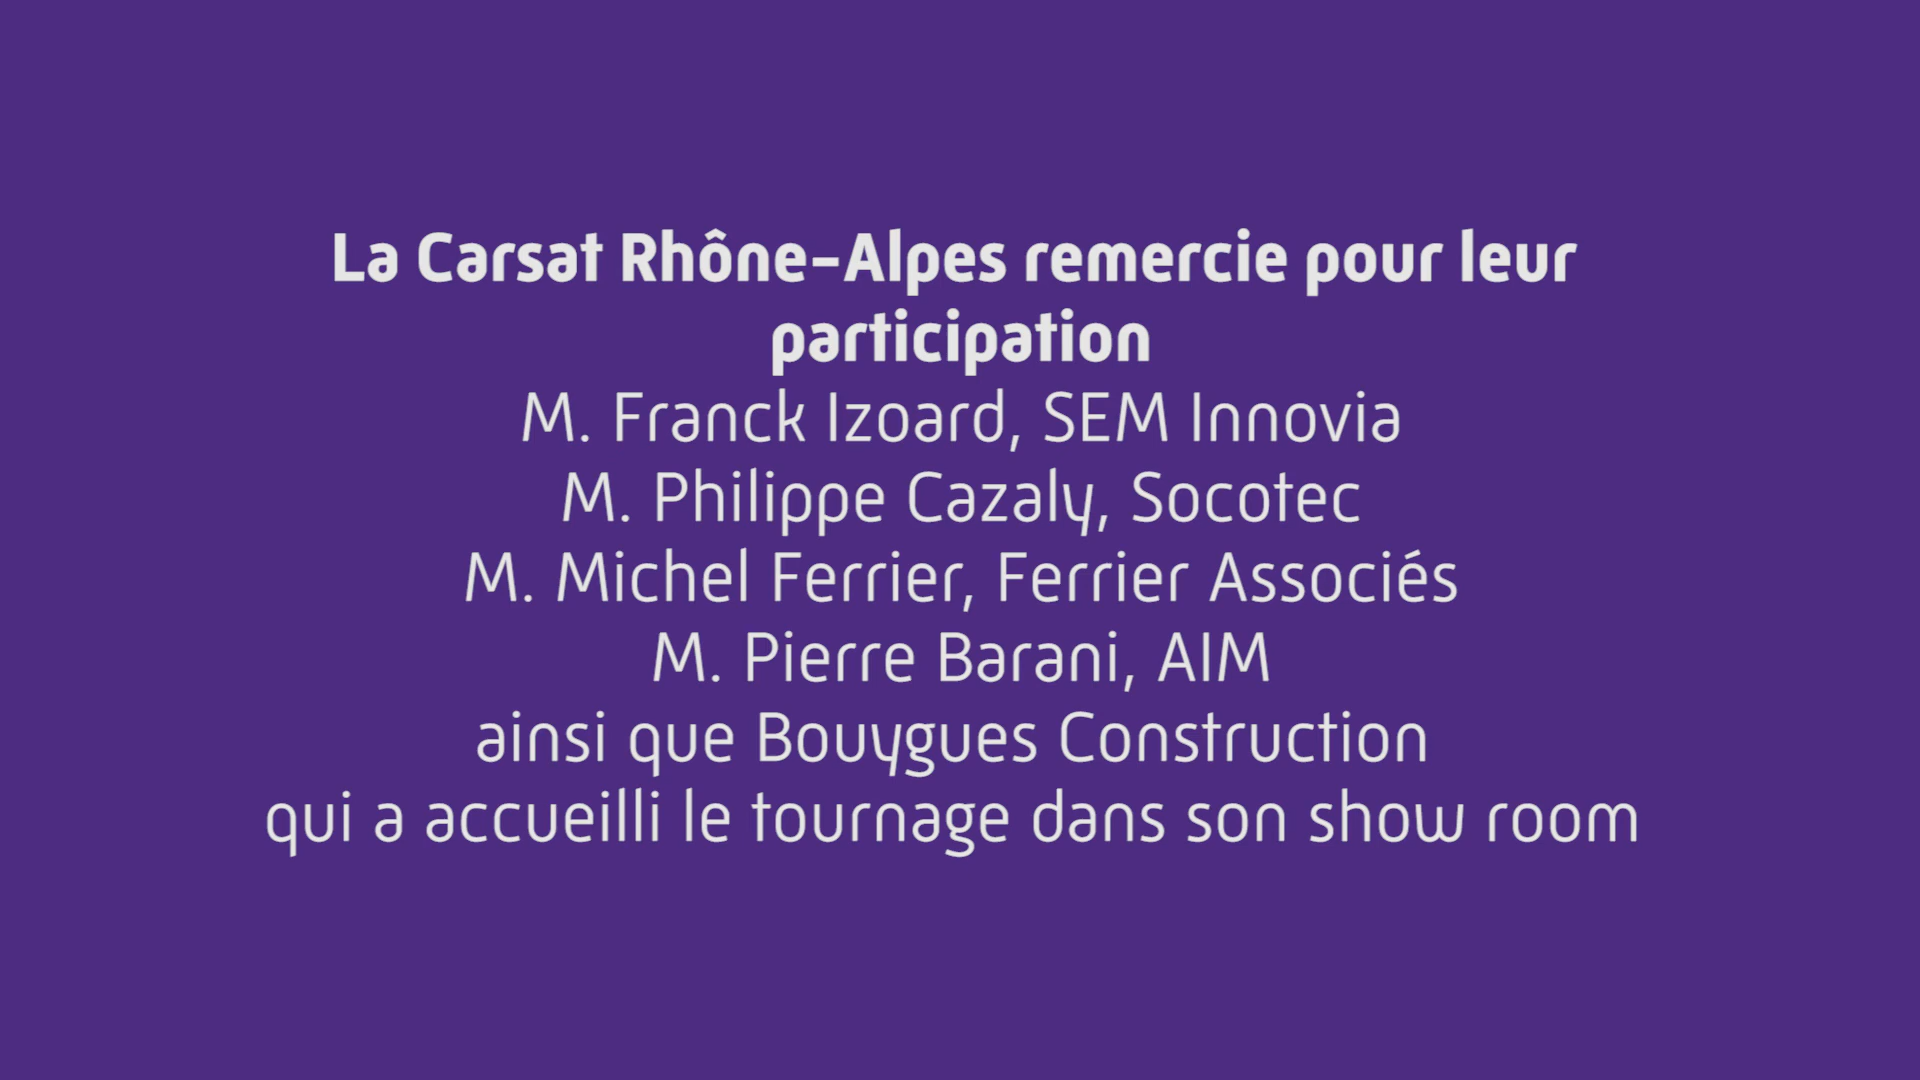 La Carsat Rhône-Alpes remercie pour leur
participation
M. Franck Izoard, SEM Innovia
M. Philippe Cazaly, Socotec
M. Michel Ferrier, Ferrier Associés
M. Pierre Barani, AIM
ainsi que Bouygues Construction
qui a accueilli le tournage dans son show room